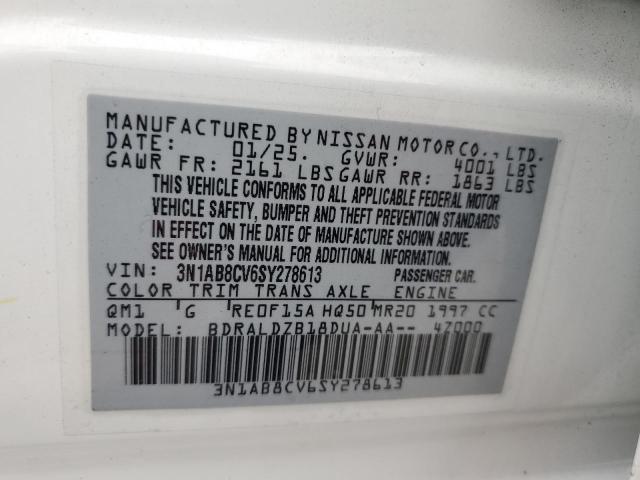 MANUFACTURED BY NISSAN MOTOR CO., LTD.
DATE: 01/25. GVWR: 4001 LBS
GAWR FR: 2161 LBS GAWR RR: 1863 LBS
THIS VEHICLE CONFORMS TO ALL APPLICABLE FEDERAL MOTOR
VEHICLE SAFETY, BUMPER AND THEFT PREVENTION STANDARDS
IN EFFECT ON THE DATE OF MANUFACTURE SHOWN ABOVE.
SEE OWNER'S MANUAL FOR ADDITIONAL INFORMATION.
VIN: 3N1AB8CV6SY278613 PASSENGER CAR.
COLOR TRIM TRANS AXLE ENGINE
QM1 G RE0F15A HQ50 MR20 1997 CC
MODEL: BDRALDZB18DUA-AA-- 47000
3N1AB8CV6SY278613